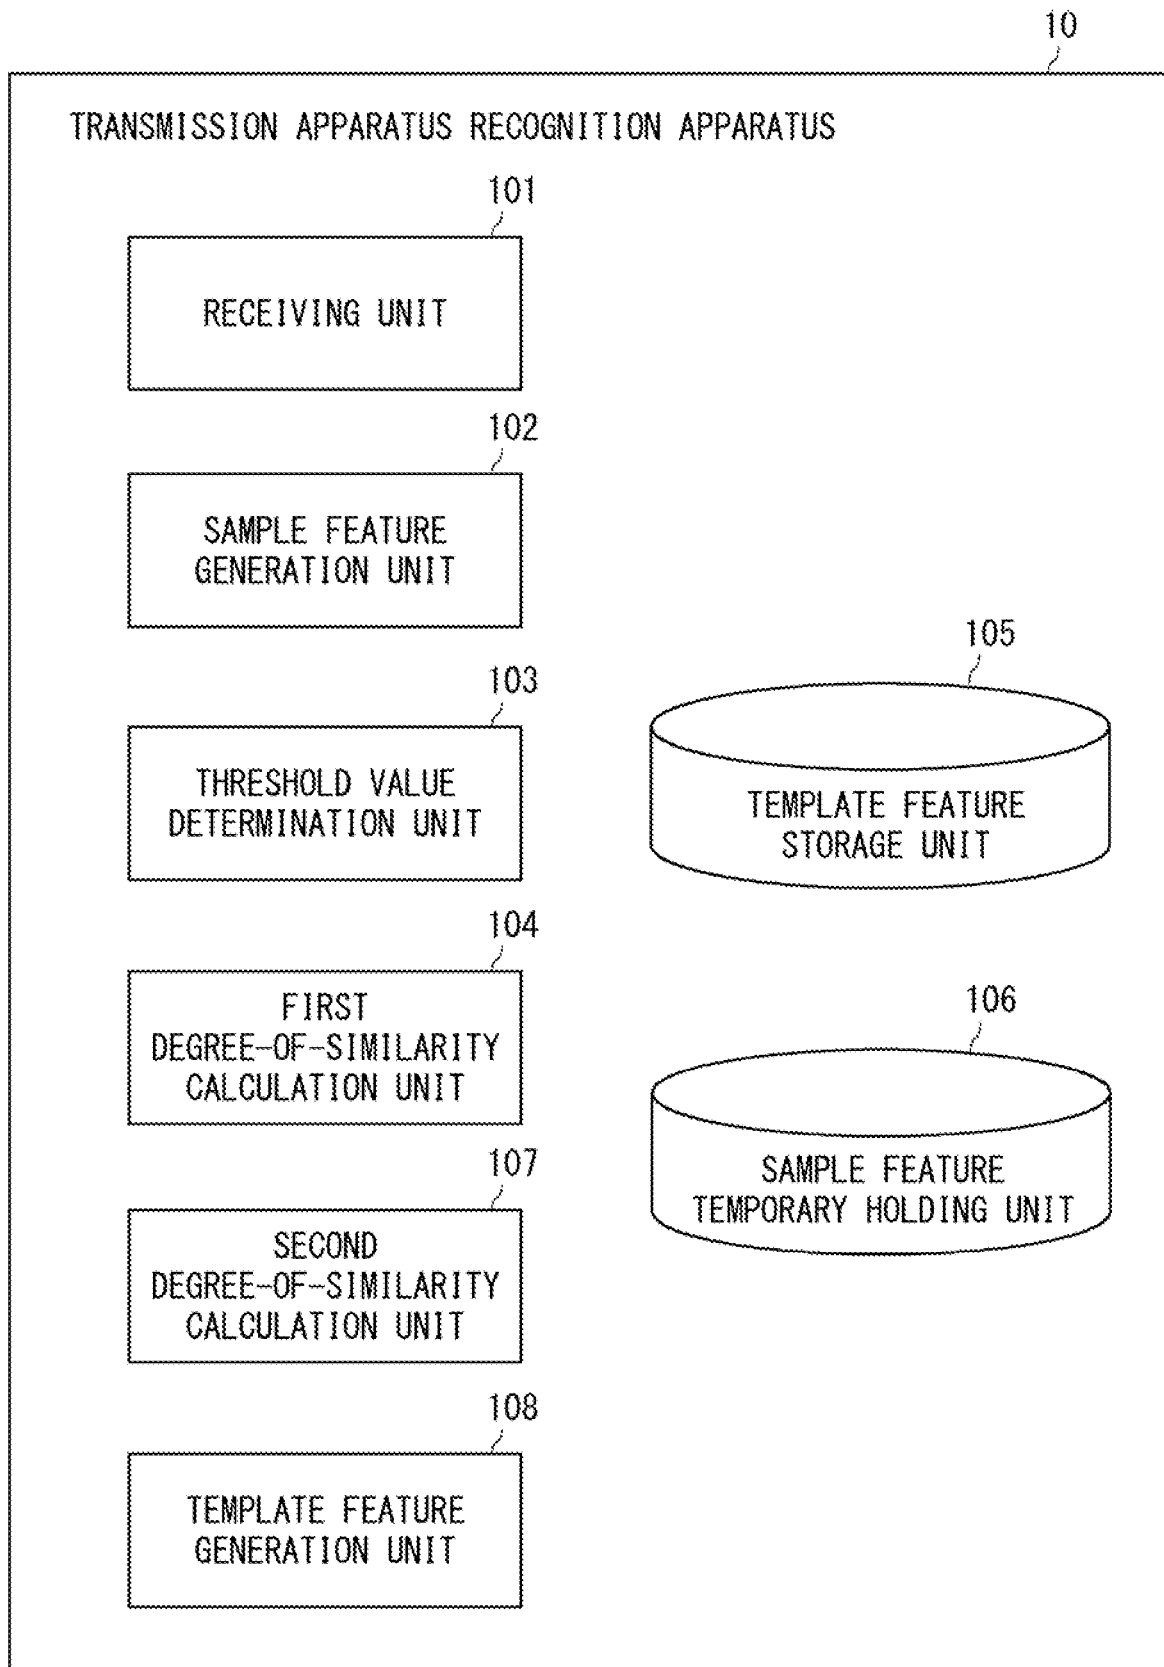 10
TRANSMISSION APPARATUS RECOGNITION APPARATUS
101
RECEIVING UNIT
102
SAMPLE FEATURE
GENERATION UNIT
103
THRESHOLD VALUE
DETERMINATION UNIT
104
FIRST
DEGREE-OF-SIMILARITY
CALCULATION UNIT
107
SECOND
DEGREE-OF-SIMILARITY
CALCULATION UNIT
108
TEMPLATE FEATURE
GENERATION UNIT
105
TEMPLATE FEATURE
STORAGE UNIT
106
SAMPLE FEATURE
TEMPORARY HOLDING UNIT